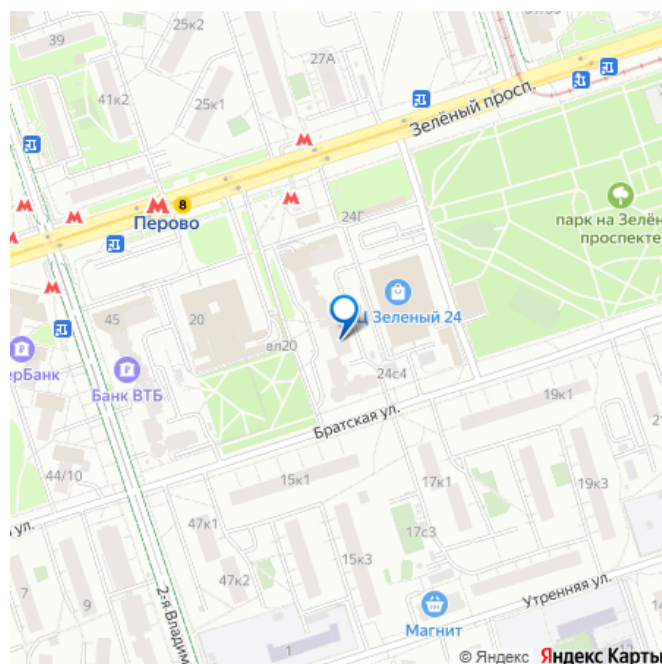 39
27А
41к2
25к1
Зелёный просп.
8
Перово
24Г
парк на Зелён
проспекте
45
20
вл20
Ц Зеленый 24
ерБанк
Банк ВТБ
24с4
19к1
Братская ул.
44/10
15к1
17к1
19к3
ул.
47к1
17с3
15к3
7
9
47к2
2-я Владим
Утренняя ул.
Магнит
1
© Яндекс Яндекс Карты